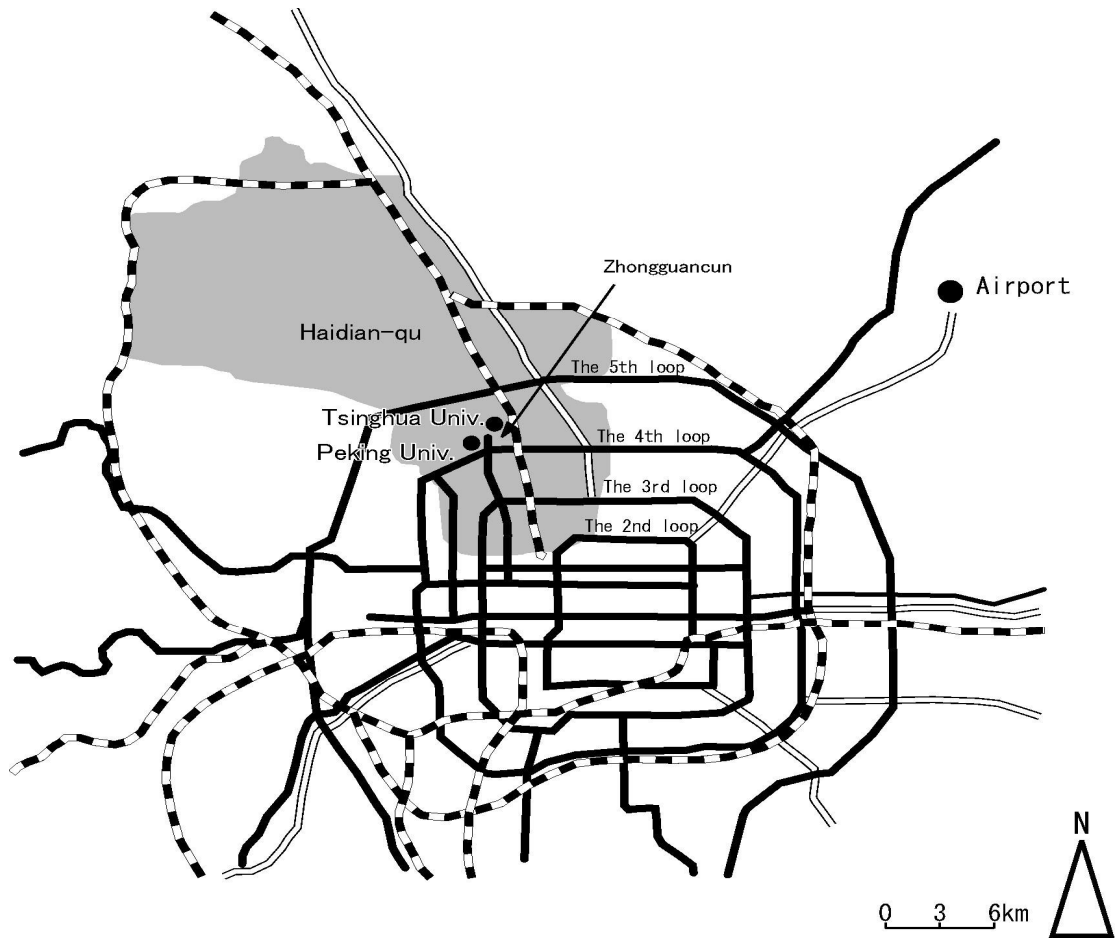 Zhongguancun
Airport
Haidian-qu
The 5th loop
Tsinghua Univ.
The 4th loop
Peking Univ.
The 3rd loop
The 2nd loop
N
0 3 6km